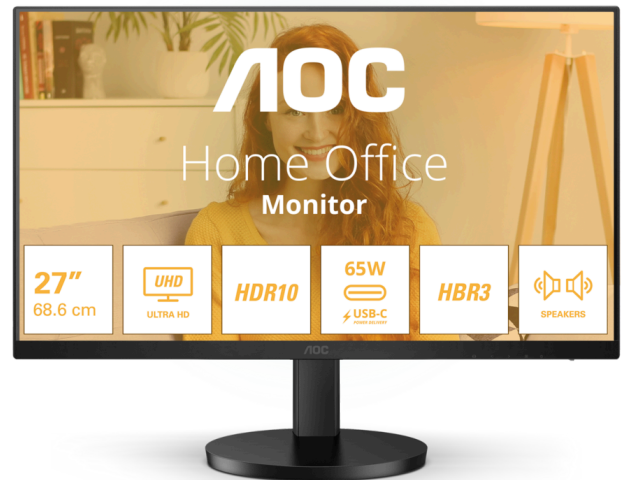 AOC
Home Office
Monitor
27”
68.6 cm
UHD
ULTRA HD
HDR10
65W
USB-C
POWER DELIVERY
HBR3
SPEAKERS
AOC